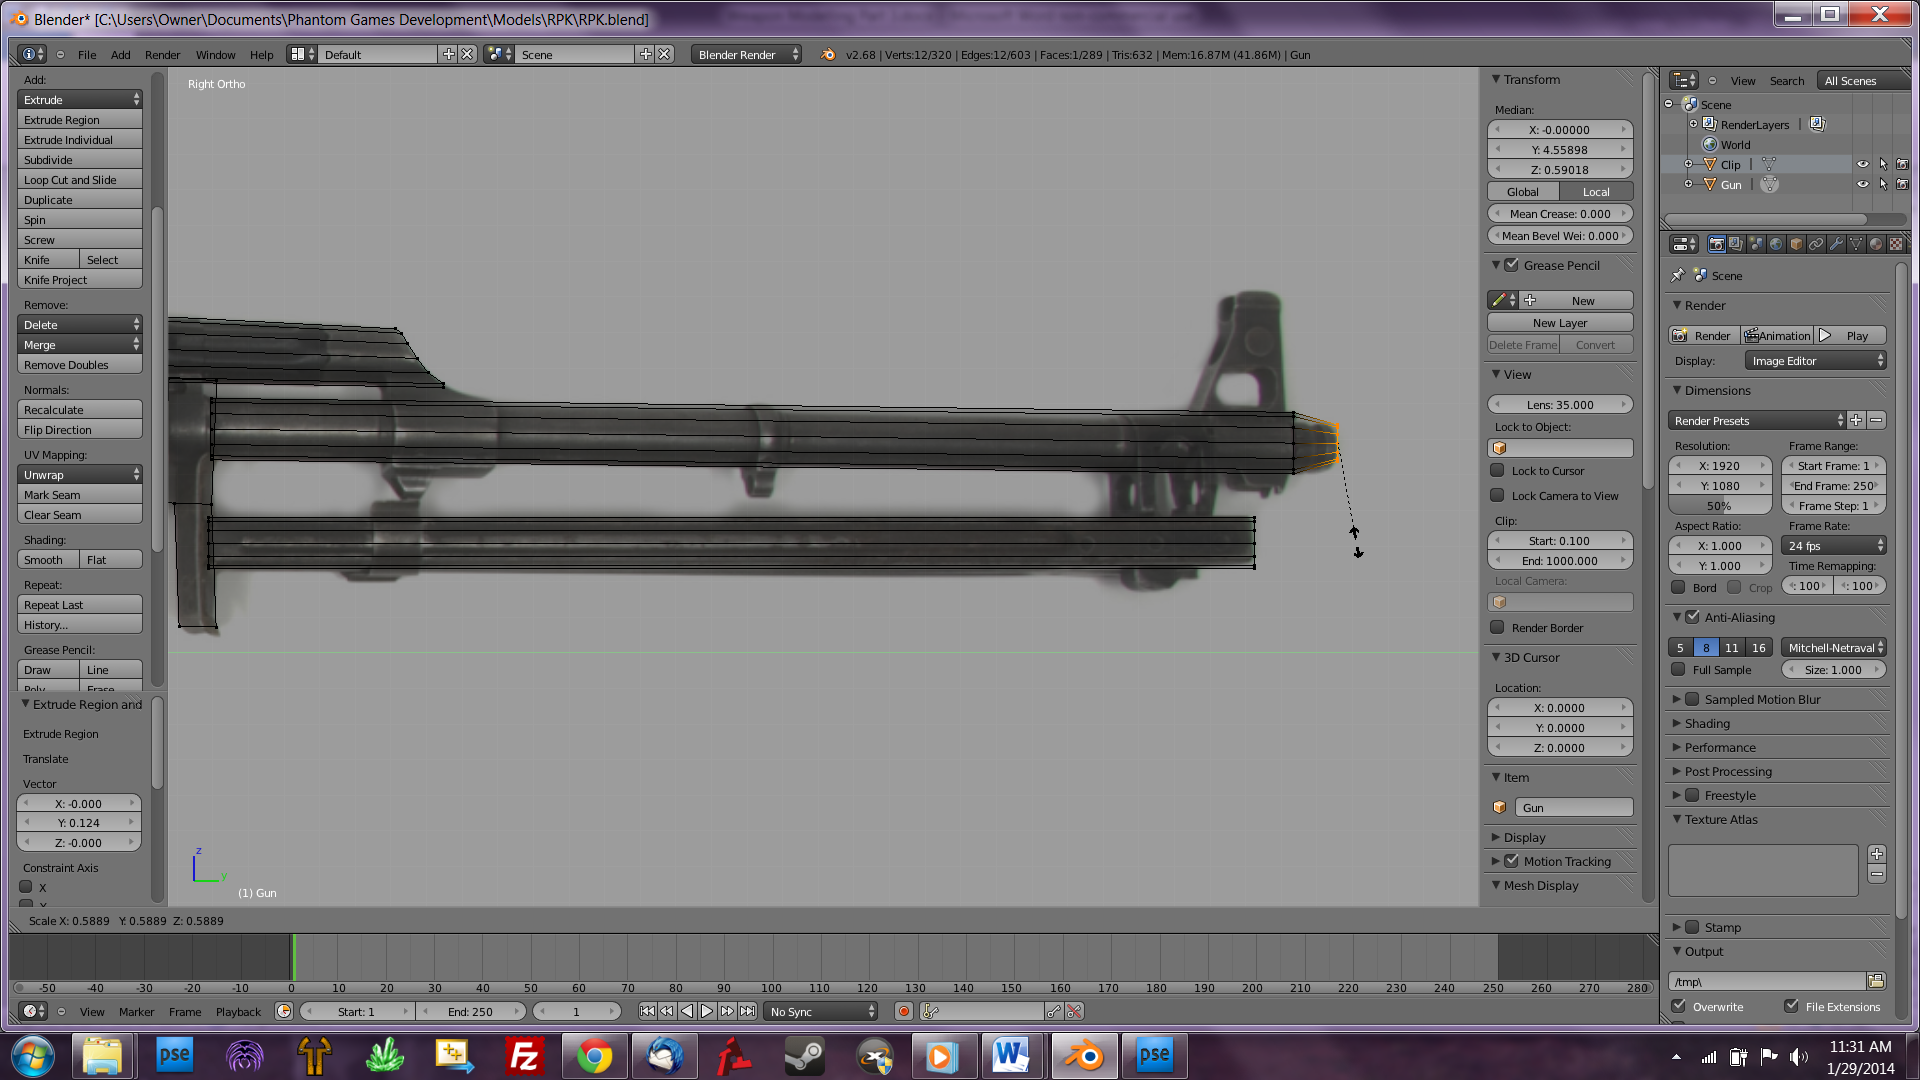 Blender* [C:\Users\Owner\Documents\Phantom Games Development\Models\RPK\RPK.blend]
File Add Render Window Help Default Scene Blender Render v2.68 | Verts:12/320 | Edges:12/603 | Faces:1/289 | Tris:632 | Mem:16.87M (41.86M) | Gun
Add:
Extrude
Extrude Region
Extrude Individual
Subdivide
Loop Cut and Slide
Duplicate
Spin
Screw
Knife Select
Knife Project
Remove:
Delete
Merge
Remove Doubles
Normals:
Recalculate
Flip Direction
UV Mapping:
Unwrap
Mark Seam
Clear Seam
Shading:
Smooth Flat
Repeat:
Repeat Last
History...
Grease Pencil:
Draw Line
Poly Erase
Extrude Region and
Extrude Region
Translate
Vector
X: -0.000
Y: 0.124
Z: -0.000
Constraint Axis
X
Y
Right Ortho
z
y
(1) Gun
Scale X: 0.5889 Y: 0.5889 Z: 0.5889
Transform
Median:
X: -0.00000
Y: 4.55898
Z: 0.59018
Global Local
Mean Crease: 0.000
Mean Bevel Wei: 0.000
Grease Pencil
New
New Layer
Delete Frame Convert
View
Lens: 35.000
Lock to Object:
Lock to Cursor
Lock Camera to View
Clip:
Start: 0.100
End: 1000.000
Local Camera:
Render Border
3D Cursor
Location:
X: 0.0000
Y: 0.0000
Z: 0.0000
Item
Gun
Display
Motion Tracking
Mesh Display
View Search All Scenes
Scene
RenderLayers |
World
Clip |
Gun |
Scene
Render
Render Animation Play
Display: Image Editor
Dimensions
Render Presets
Resolution: Frame Range:
X: 1920 Start Frame: 1
Y: 1080 End Frame: 250
50% Frame Step: 1
Aspect Ratio: Frame Rate:
X: 1.000 24 fps
Y: 1.000 Time Remapping:
Bord Crop : 100 : 100
Anti-Aliasing
5 8 11 16 Mitchell-Netraval
Full Sample Size: 1.000
Sampled Motion Blur
Shading
Performance
Post Processing
Freestyle
Texture Atlas
Stamp
Output
/tmp\
Overwrite File Extensions
-50 -40 -30 -20 -10 0 10 20 30 40 50 60 70 80 90 100 110 120 130 140 150 160 170 180 190 200 210 220 230 240 250 260 270 280
View Marker Frame Playback Start: 1 End: 250 1 No Sync
pse Fz W pse
11:31 AM
1/29/2014